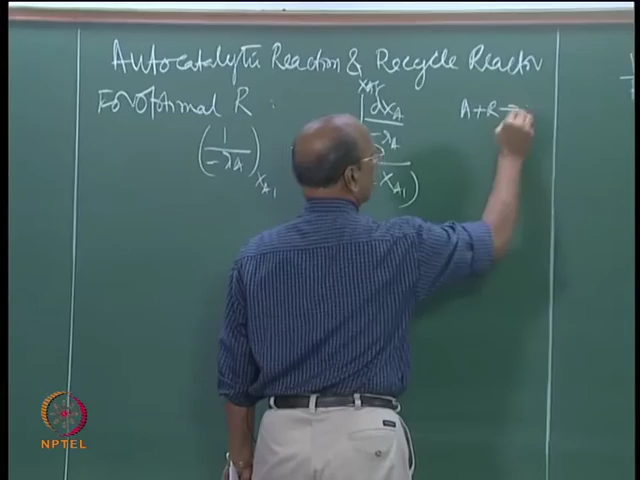 Autocatalytic Reaction & Recycle Reactor
For optimal R :
X_Af
∫ dX_A
A+R
(1 / -r_A) X_A1
-r_A
X_A1)
NPTEL